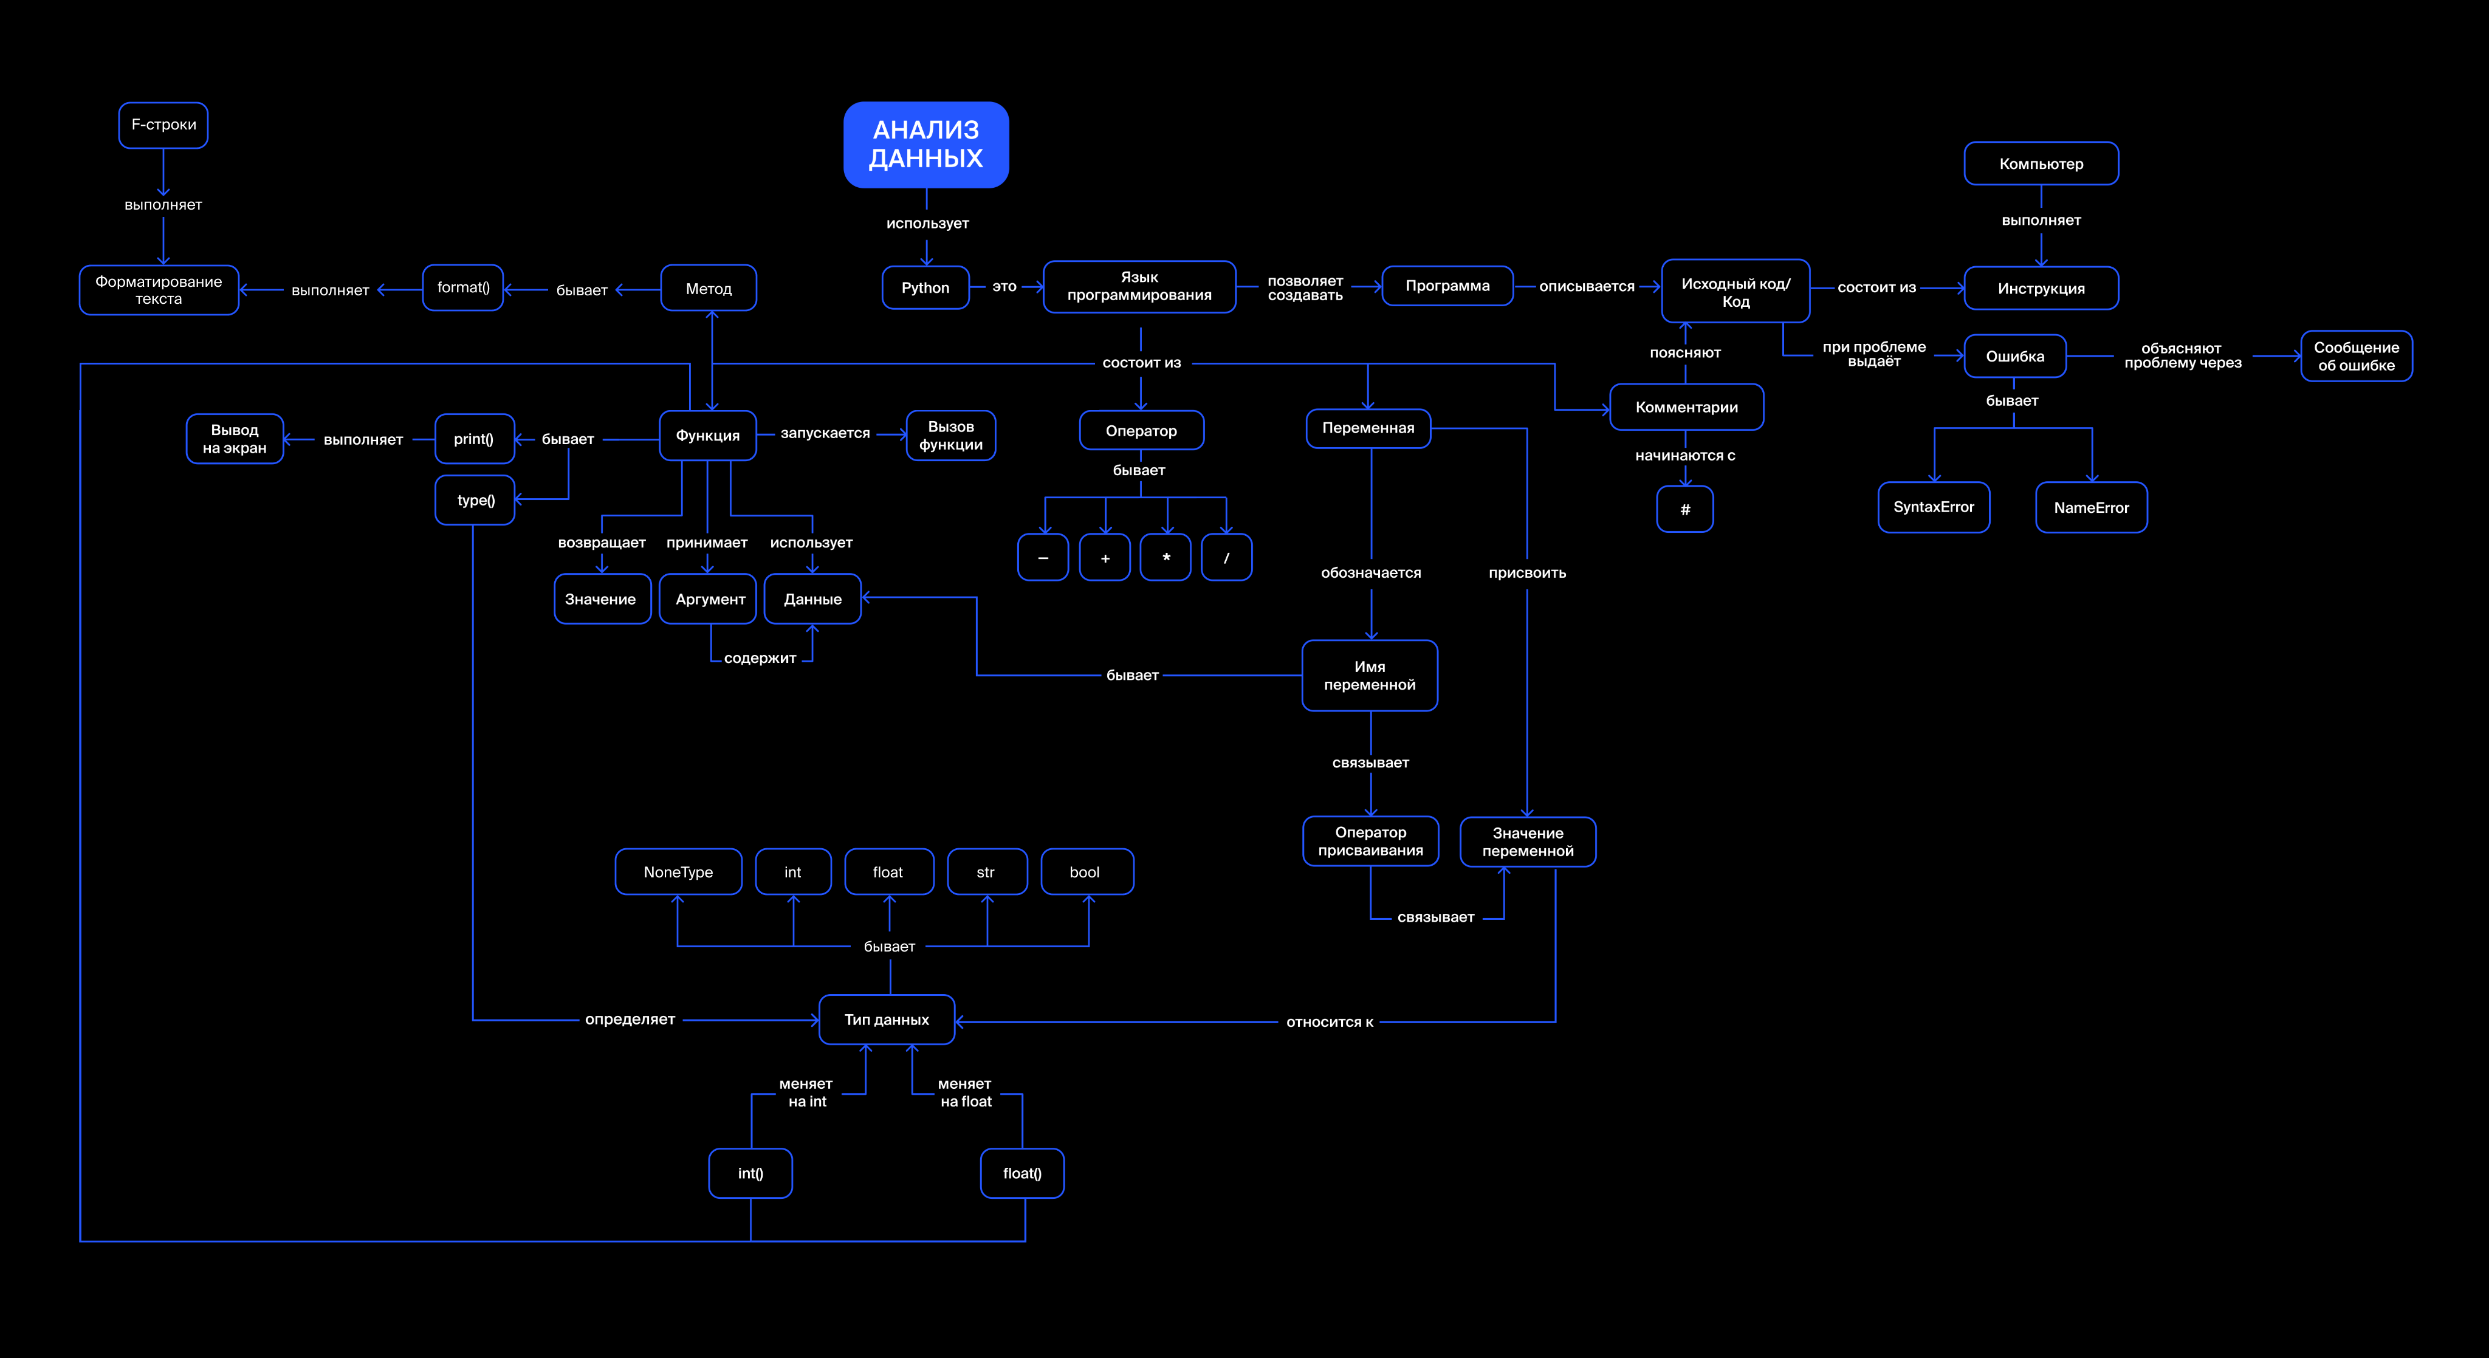 F-строки
выполняет
Форматирование
текста
выполняет
format()
бывает
Метод
АНАЛИЗ
ДАННЫХ
использует
Python
это
Язык
программирования
позволяет
создавать
Программа
описывается
Исходный код/
Код
состоит из
Инструкция
Компьютер
выполняет
при проблеме
выдаёт
Ошибка
объясняют
проблему через
Сообщение
об ошибке
бывает
SyntaxError
NameError
поясняют
Комментарии
начинаются с
#
состоит из
Вывод
на экран
выполняет
print()
бывает
type()
Функция
запускается
Вызов
функции
Оператор
бывает
–
+
*
/
Переменная
возвращает
принимает
использует
Значение
Аргумент
Данные
содержит
обозначается
присвоить
бывает
Имя
переменной
связывает
Оператор
присваивания
Значение
переменной
связывает
NoneType
int
float
str
bool
бывает
определяет
Тип данных
относится к
меняет
на int
меняет
на float
int()
float()